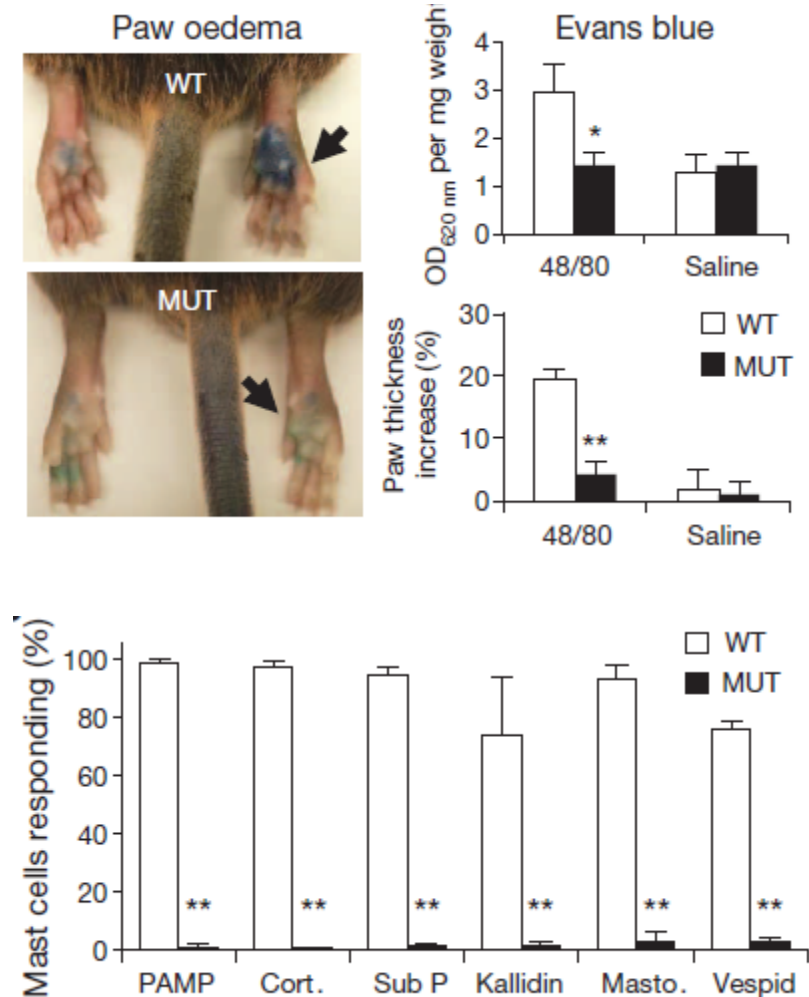 Paw oedema
WT
MUT
Evans blue
OD620 nm per mg weight
4
3
2
1
0
*
48/80
Saline
Paw thickness
increase (%)
30
20
10
0
WT
MUT
**
48/80
Saline
Mast cells responding (%)
100
80
60
40
20
0
WT
MUT
**
**
**
**
**
**
PAMP
Cort.
Sub P
Kallidin
Masto.
Vespid